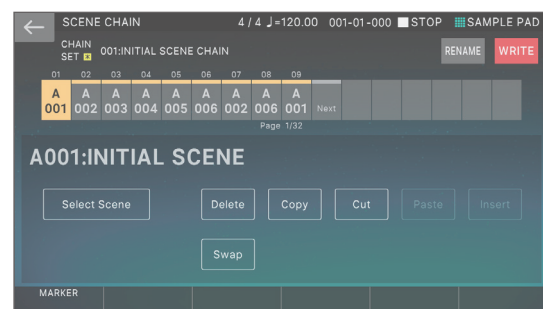 SCENE CHAIN 4 / 4 ♩=120.00 001-01-000 STOP SAMPLE PAD
CHAIN SET 001:INITIAL SCENE CHAIN RENAME WRITE
01 02 03 04 05 06 07 08 09
A A A A A A A A A
001 002 003 004 005 006 002 006 001 Next
Page 1/32
A001:INITIAL SCENE
Select Scene Delete Copy Cut Paste Insert
Swap
MARKER